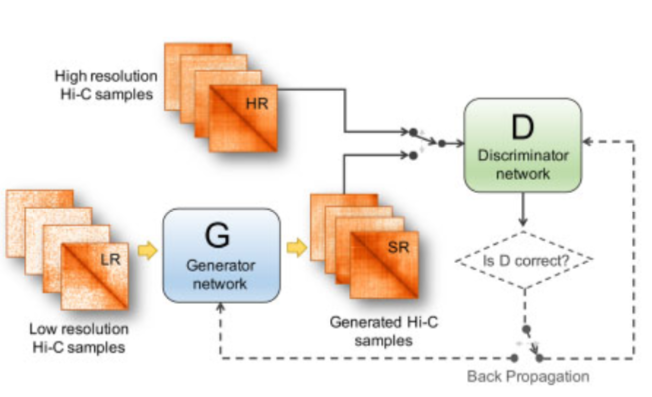 High resolution
Hi-C samples
HR
D
Discriminator
network
LR
G
Generator
network
SR
Is D correct?
Low resolution
Hi-C samples
Generated Hi-C
samples
Back Propagation